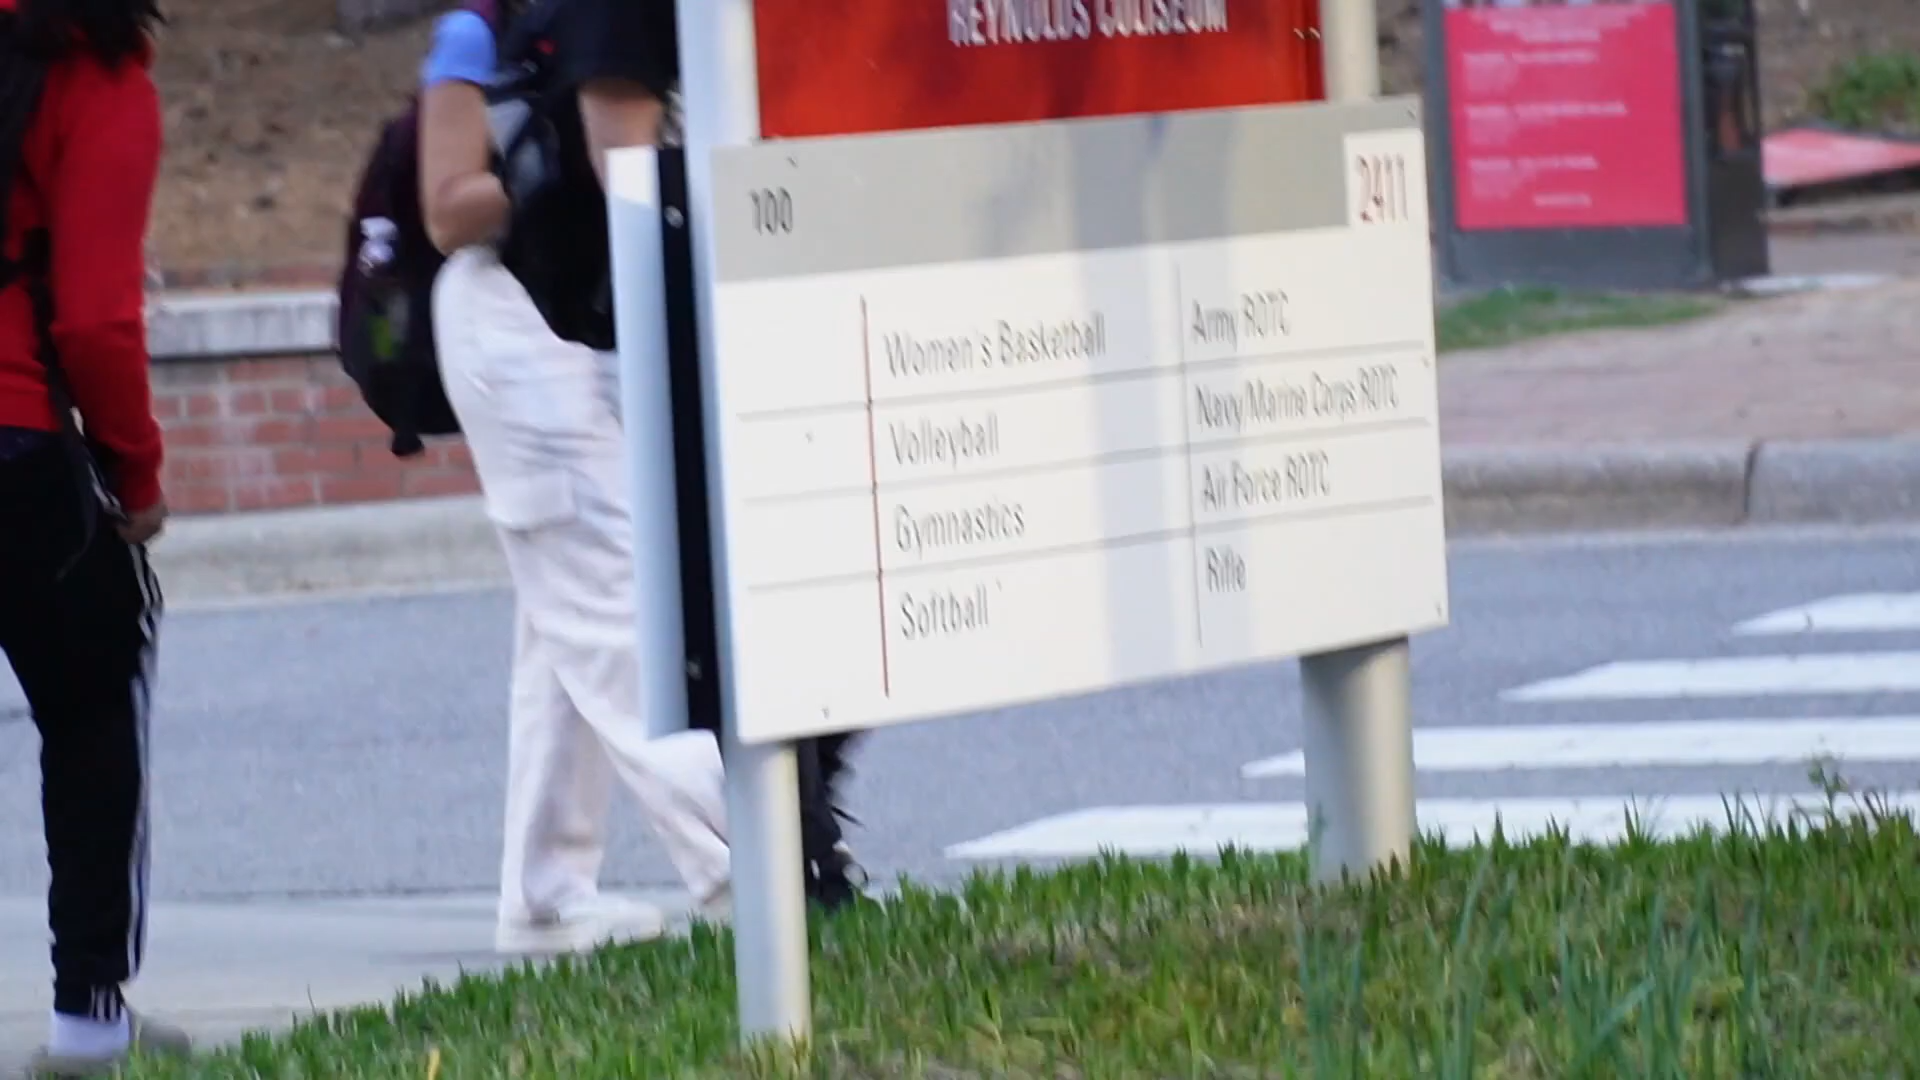 REYNOLDS COLISEUM
100
2411
Women's Basketball
Volleyball
Gymnastics
Softball
Army ROTC
Navy/Marine Corps ROTC
Air Force ROTC
Rifle